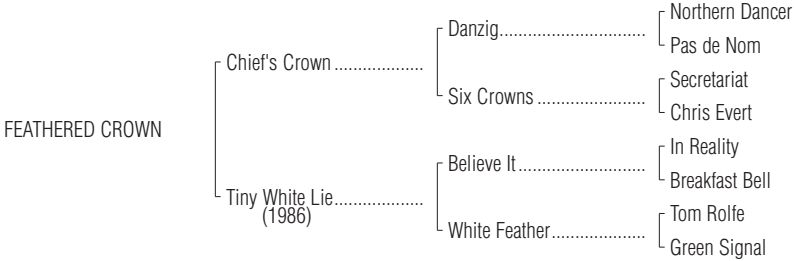 Northern Dancer
Danzig..............................
Pas de Nom
Chief's Crown ..................
Secretariat
Six Crowns ......................
Chris Evert
FEATHERED CROWN
In Reality
Believe It..........................
Breakfast Bell
Tiny White Lie..................
(1986)
Tom Rolfe
White Feather...................
Green Signal